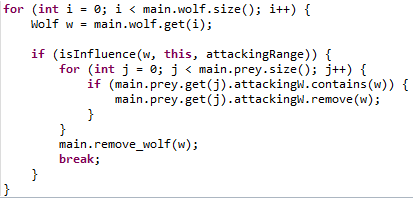 for (int i = 0; i < main.wolf.size(); i++) {
    Wolf w = main.wolf.get(i);

    if (isInfluence(w, this, attackingRange)) {
        for (int j = 0; j < main.prey.size(); j++) {
            if (main.prey.get(j).attackingW.contains(w)) {
                main.prey.get(j).attackingW.remove(w);
            }
        }
        main.remove_wolf(w);
        break;
    }
}